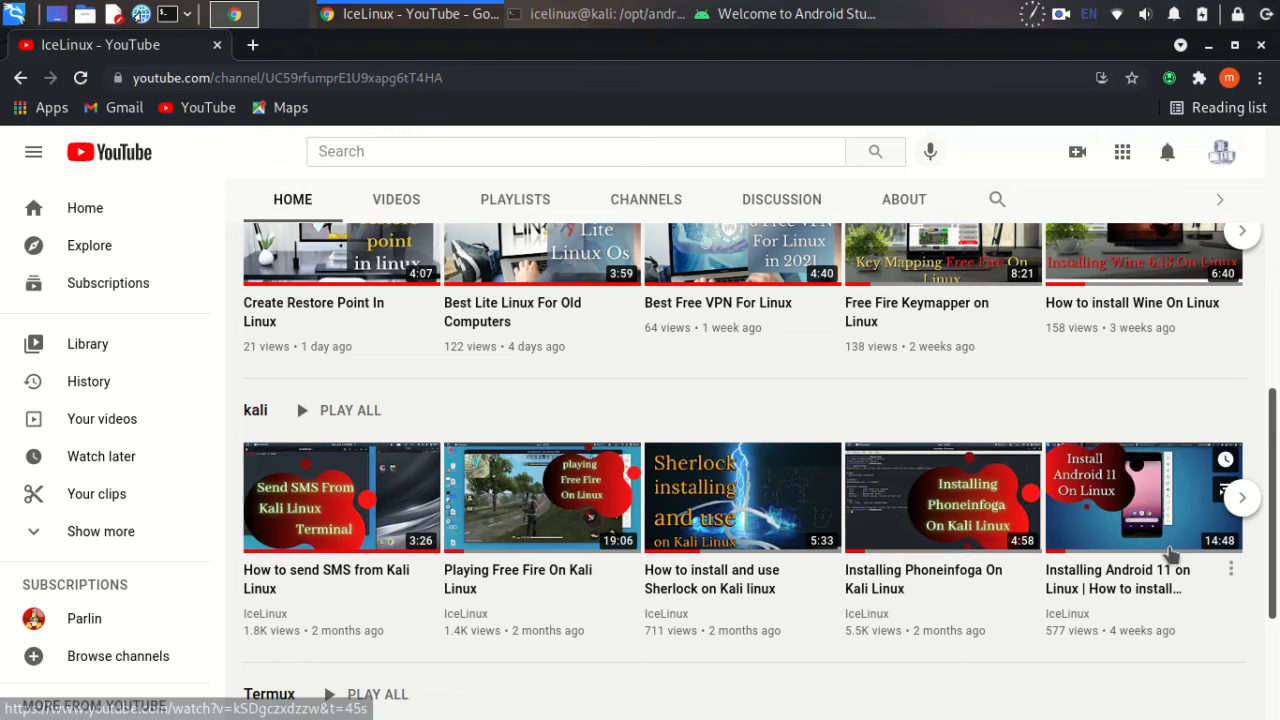 IceLinux - YouTube - Go...
icelinux@kali: /opt/andr...
Welcome to Android Stu...
EN
IceLinux - YouTube
youtube.com/channel/UC59rfumprE1U9xapg6tT4HA
m
Apps
Gmail
YouTube
Maps
Reading list
YouTube
Search
Home
Explore
Subscriptions
Library
History
Your videos
Watch later
Your clips
Show more
SUBSCRIPTIONS
Parlin
Browse channels
MORE FROM YOUTUBE
HOME
VIDEOS
PLAYLISTS
CHANNELS
DISCUSSION
ABOUT
point
in linux
4:07
Create Restore Point In
Linux
21 views • 1 day ago
Lite
Linux Os
3:59
Best Lite Linux For Old
Computers
122 views • 4 days ago
Free VPN
For Linux
in 2021
4:40
Best Free VPN For Linux
64 views • 1 week ago
Key Mapping Free Fire On
Linux
8:21
Free Fire Keymapper on
Linux
138 views • 2 weeks ago
Installing Wine 6.13 On Linux
6:40
How to install Wine On Linux
158 views • 3 weeks ago
kali
PLAY ALL
Send SMS From
Kali Linux
Terminal
3:26
How to send SMS from Kali
Linux
IceLinux
1.8K views • 2 months ago
playing
Free Fire
On Linux
19:06
Playing Free Fire On Kali
Linux
IceLinux
1.4K views • 2 months ago
Sherlock
installing
and use
on Kali Linux
5:33
How to install and use
Sherlock on Kali linux
IceLinux
711 views • 2 months ago
Installing
Phoneinfoga
On Kali Linux
4:58
Installing Phoneinfoga On
Kali Linux
IceLinux
5.5K views • 2 months ago
Install
Android 11
On Linux
14:48
Installing Android 11 on
Linux | How to install...
IceLinux
577 views • 4 weeks ago
Termux
PLAY ALL
https://www.youtube.com/watch?v=kSDgczxdzzw&t=45s